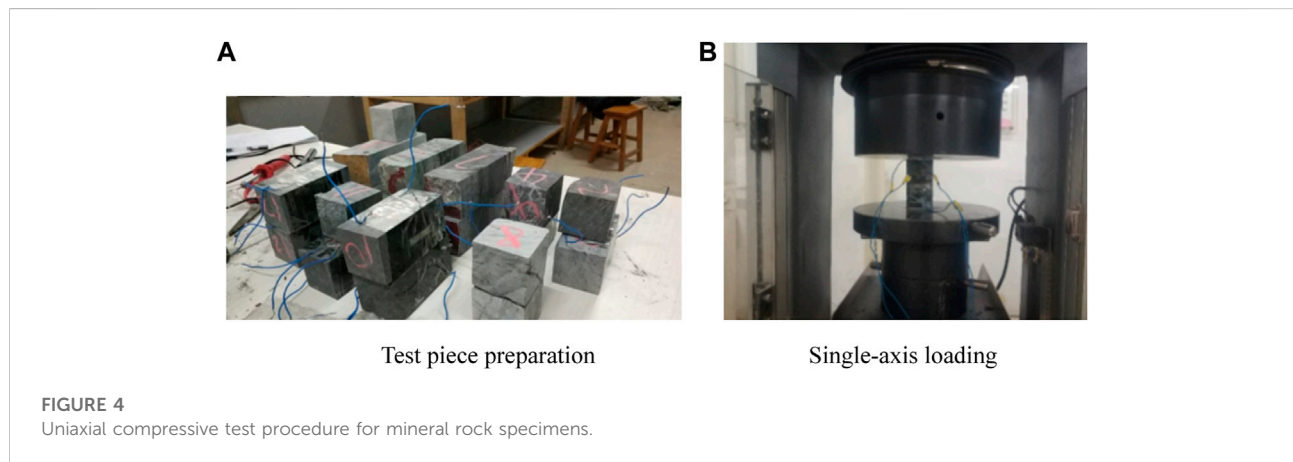 A
B
Test piece preparation
Single-axis loading
FIGURE 4
Uniaxial compressive test procedure for mineral rock specimens.